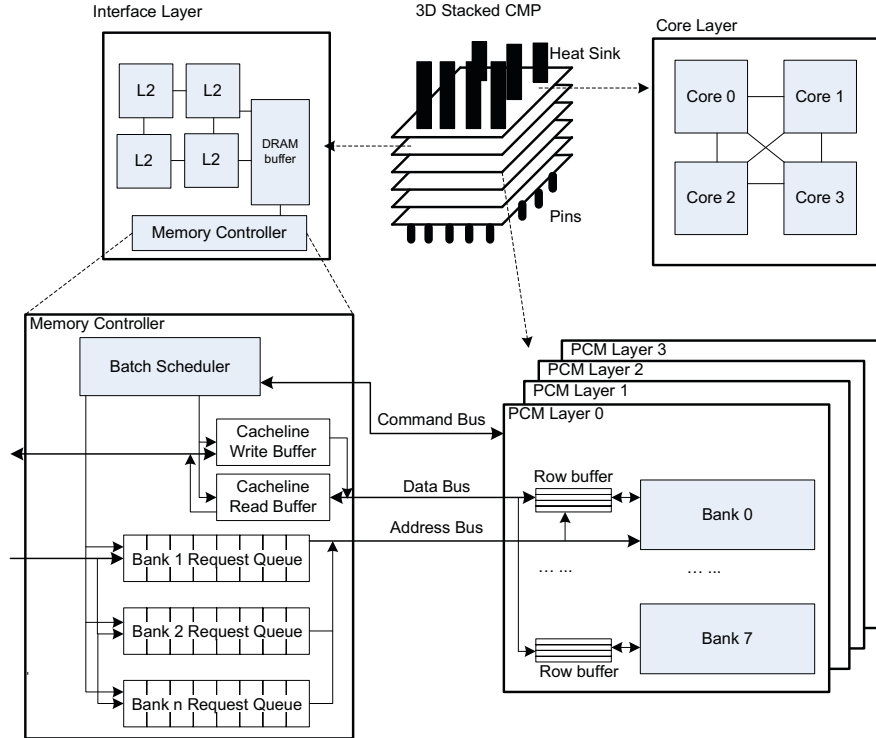 Interface Layer
3D Stacked CMP
Core Layer
Heat Sink
L2
L2
L2
L2
DRAM
buffer
Memory Controller
Core 0
Core 1
Core 2
Core 3
Pins
Memory Controller
Batch Scheduler
Cacheline
Write Buffer
Cacheline
Read Buffer
Bank 1 Request Queue
Bank 2 Request Queue
Bank n Request Queue
Command Bus
Data Bus
Address Bus
PCM Layer 3
PCM Layer 2
PCM Layer 1
PCM Layer 0
Row buffer
Bank 0
... ...
... ...
Bank 7
Row buffer